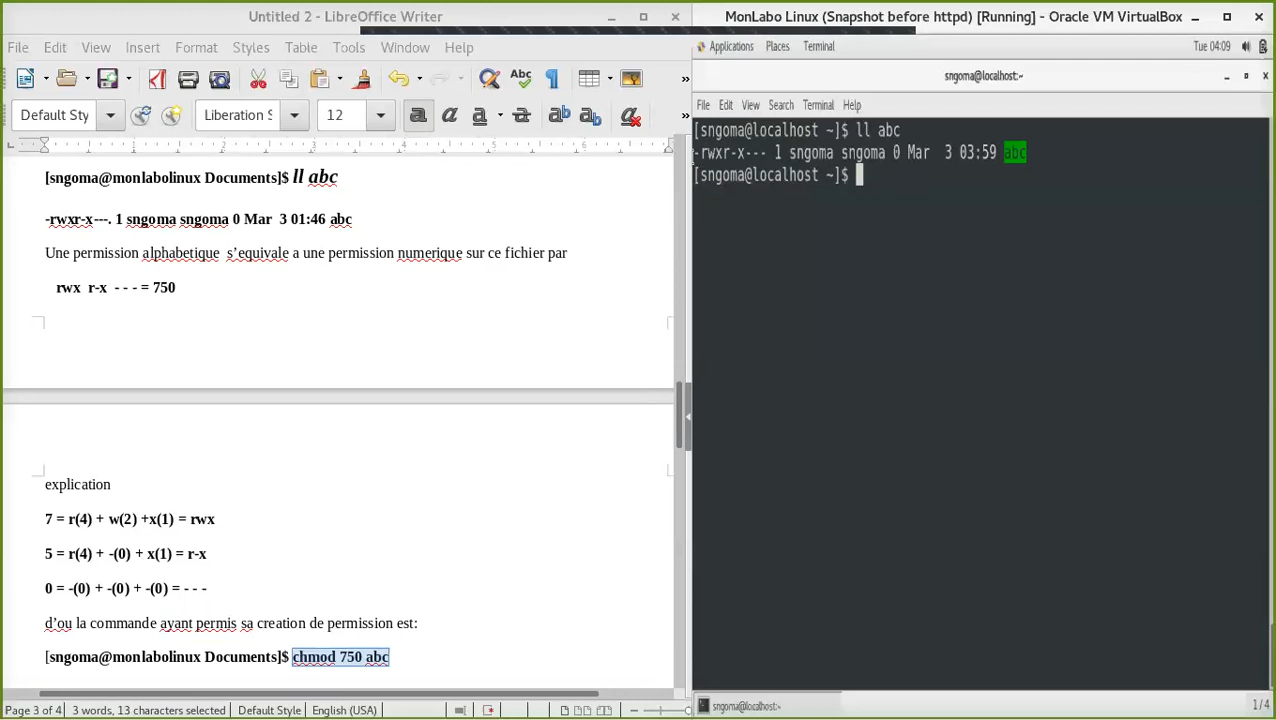 Untitled 2 - LibreOffice Writer
File Edit View Insert Format Styles Table Tools Window Help
Default Sty
Liberation S
12
1 2 3 4 5 6
[sngoma@monlabolinux Documents]$ ll abc
-rwxr-x---. 1 sngoma sngoma 0 Mar  3 01:46 abc
Une permission alphabetique  s’equivale a une permission numerique sur ce fichier par
rwx  r-x  - - - = 750
explication
7 = r(4) + w(2) +x(1) = rwx
5 = r(4) + -(0) + x(1) = r-x
0 = -(0) + -(0) + -(0) = - - -
d’ou la commande ayant permis sa creation de permission est:
[sngoma@monlabolinux Documents]$ chmod 750 abc
Page 3 of 4
3 words, 13 characters selected
Default Style
English (USA)
MonLabo Linux (Snapshot before httpd) [Running] - Oracle VM VirtualBox
Applications Places Terminal
Tue 04:09
sngoma@localhost:~
File Edit View Search Terminal Help
[sngoma@localhost ~]$ ll abc
-rwxr-x--- 1 sngoma sngoma 0 Mar  3 03:59 abc
[sngoma@localhost ~]$
sngoma@localhost:~
1 / 4